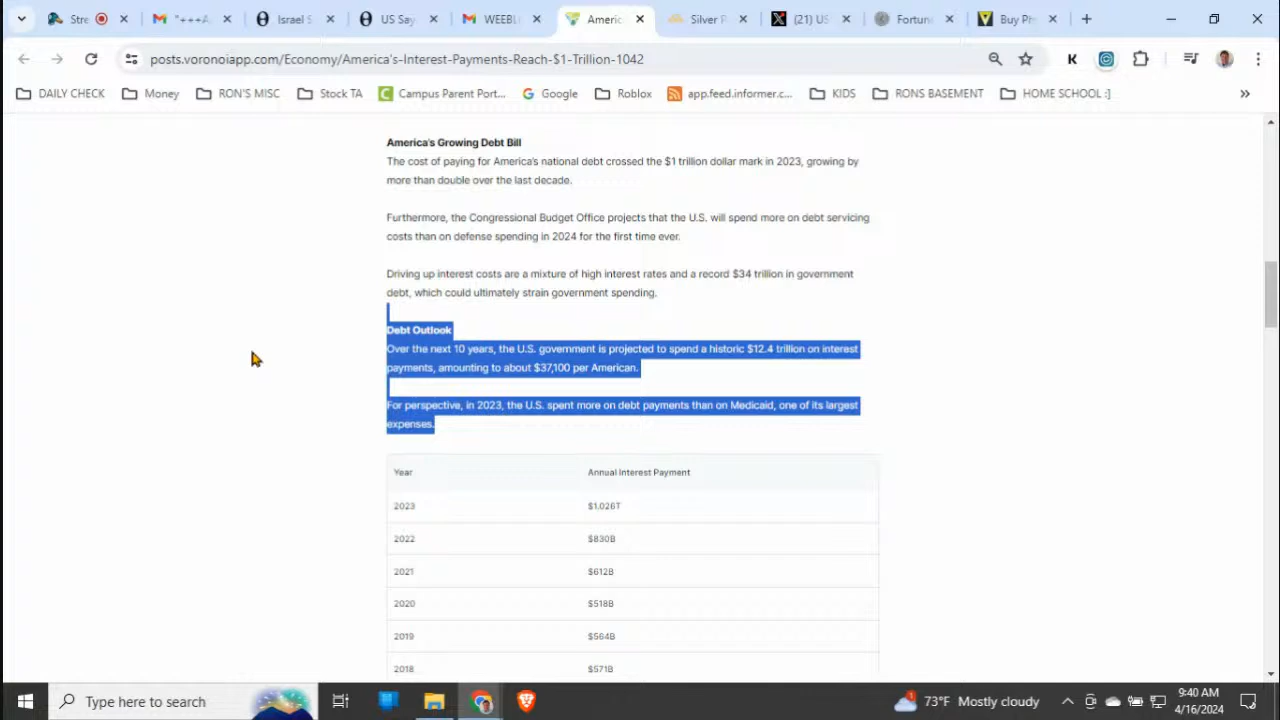 Stre
"+++A
Israel S
US Say
WEEBL
Americ
Silver P
(21) US
Fortun
Buy Ph
posts.voronoiapp.com/Economy/America's-Interest-Payments-Reach-$1-Trillion-1042
K
DAILY CHECK
Money
RON'S MISC
Stock TA
Campus Parent Port...
Google
Roblox
app.feed.informer.c...
KIDS
RONS BASEMENT
HOME SCHOOL :]
America's Growing Debt Bill
The cost of paying for America's national debt crossed the $1 trillion dollar mark in 2023, growing by
more than double over the last decade.
Furthermore, the Congressional Budget Office projects that the U.S. will spend more on debt servicing
costs than on defense spending in 2024 for the first time ever.
Driving up interest costs are a mixture of high interest rates and a record $34 trillion in government
debt, which could ultimately strain government spending.
Debt Outlook
Over the next 10 years, the U.S. government is projected to spend a historic $12.4 trillion on interest
payments, amounting to about $37,100 per American.
For perspective, in 2023, the U.S. spent more on debt payments than on Medicaid, one of its largest
expenses.
Year Annual Interest Payment
2023 $1,026T
2022 $830B
2021 $612B
2020 $518B
2019 $564B
2018 $571B
Type here to search
1
73°F Mostly cloudy
9:40 AM
4/16/2024